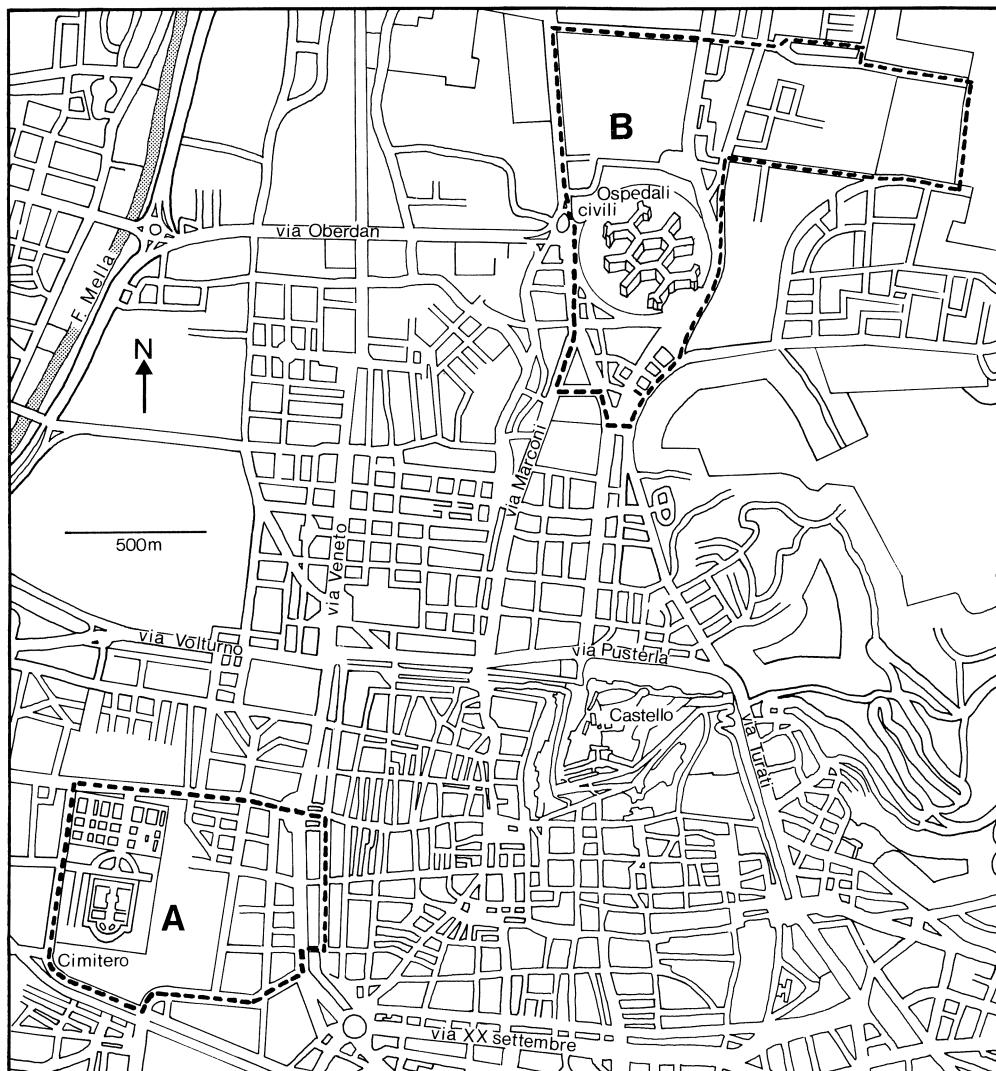 B
Ospedali
civili
via Oberdan
F. Mella
N
via Marconi
500m
via Veneto
via Volturno
via Pusterla
Castello
via Turati
A
Cimitero
via XX settembre